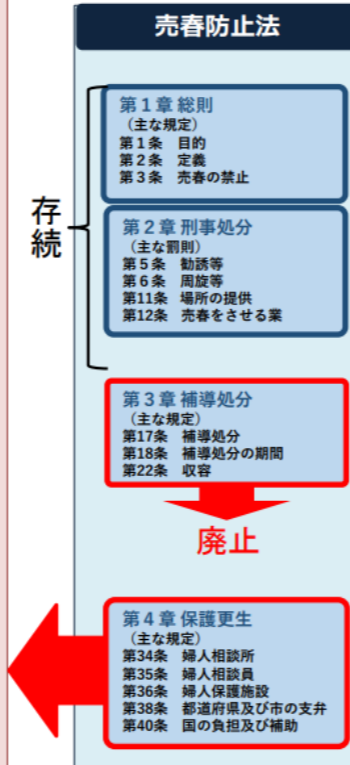 売春防止法
第１章 総則
（主な規定）
第１条　目的
第２条　定義
第３条　売春の禁止
存続
第２章 刑事処分
（主な罰則）
第５条　勧誘等
第６条　周旋等
第11条　場所の提供
第12条　売春をさせる業
第３章 補導処分
（主な規定）
第17条　補導処分
第18条　補導処分の期間
第22条　収容
廃止
第４章 保護更生
（主な規定）
第34条　婦人相談所
第35条　婦人相談員
第36条　婦人保護施設
第38条　都道府県及び市の支弁
第40条　国の負担及び補助